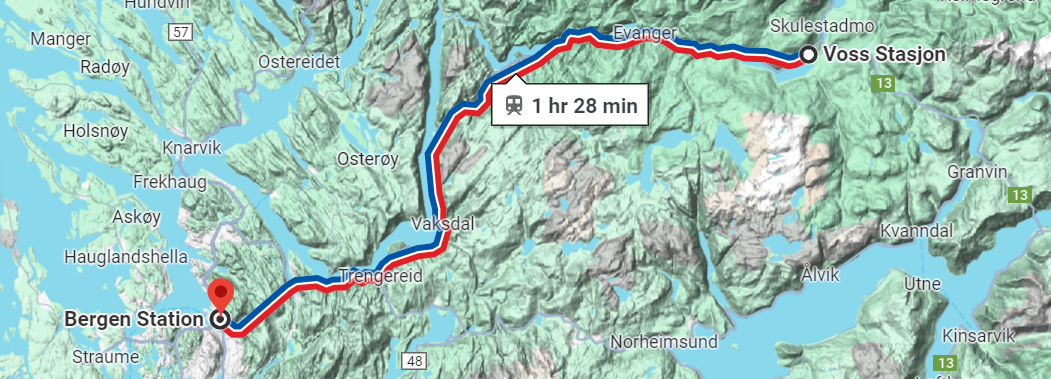 Hundvin
Manger
57
Skulestadmo
Evanger
Voss Stasjon
Ostereidet
Radøy
13
1 hr 28 min
Holsnøy
Knarvik
Osterøy
Granvin
Frekhaug
13
Askøy
Vaksdal
Kvanndal
Hauglandshella
Trengereid
Ålvik
Utne
Bergen Station
Norheimsund
Kinsarvik
Straume
48
13